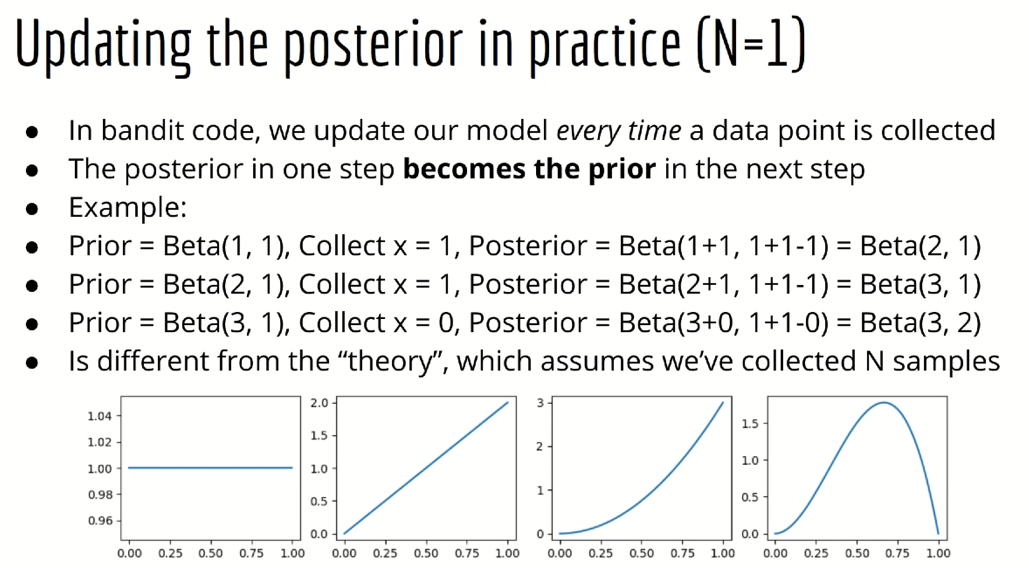 Updating the posterior in practice (N=1)
● In bandit code, we update our model every time a data point is collected
● The posterior in one step becomes the prior in the next step
● Example:
● Prior = Beta(1, 1), Collect x = 1, Posterior = Beta(1+1, 1+1-1) = Beta(2, 1)
● Prior = Beta(2, 1), Collect x = 1, Posterior = Beta(2+1, 1+1-1) = Beta(3, 1)
● Prior = Beta(3, 1), Collect x = 0, Posterior = Beta(3+0, 1+1-0) = Beta(3, 2)
● Is different from the “theory”, which assumes we’ve collected N samples
1.04
1.02
1.00
0.98
0.96
0.00 0.25 0.50 0.75 1.00
2.0
1.5
1.0
0.5
0.0
0.00 0.25 0.50 0.75 1.00
3
2
1
0
0.00 0.25 0.50 0.75 1.00
1.5
1.0
0.5
0.0
0.00 0.25 0.50 0.75 1.00